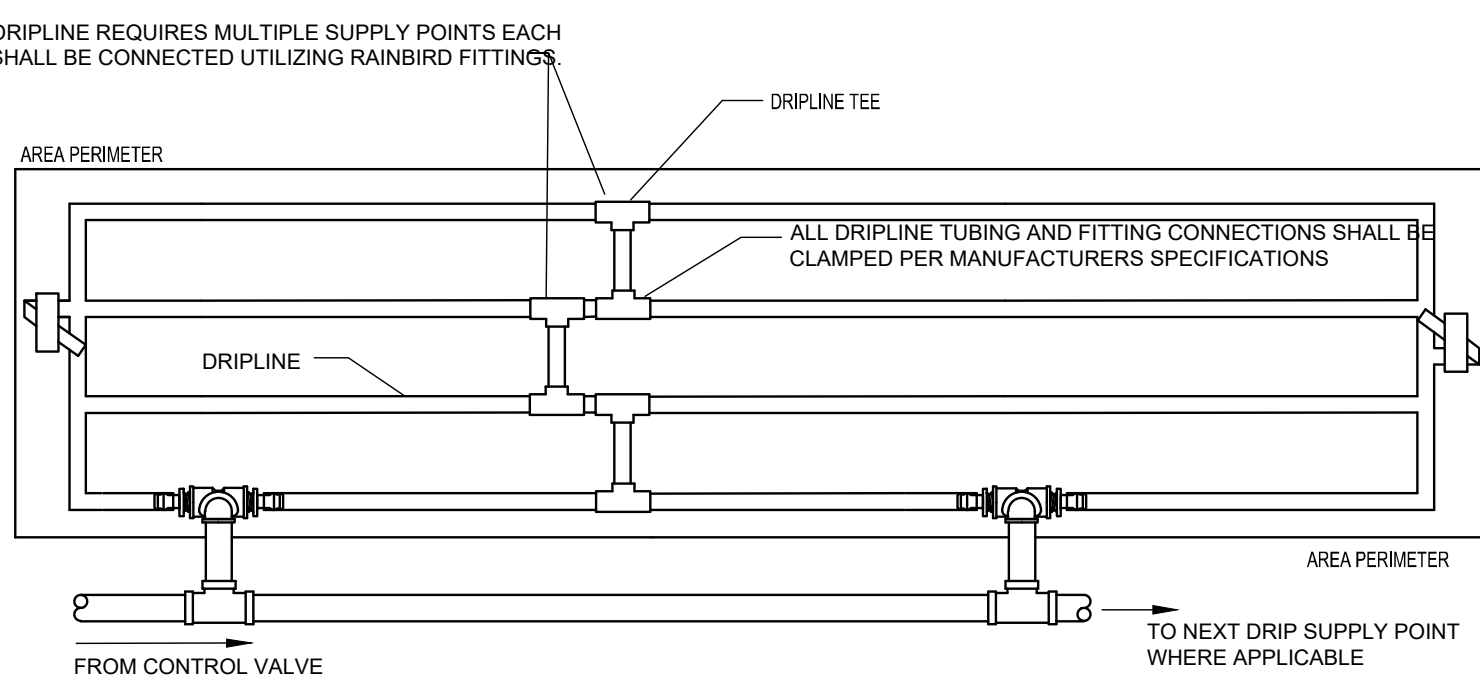 DRIPLINE REQUIRES MULTIPLE SUPPLY POINTS EACH
SHALL BE CONNECTED UTILIZING RAINBIRD FITTINGS.
DRIPLINE TEE
AREA PERIMETER
ALL DRIPLINE TUBING AND FITTING CONNECTIONS SHALL BE
CLAMPED PER MANUFACTURERS SPECIFICATIONS
DRIPLINE
AREA PERIMETER
TO NEXT DRIP SUPPLY POINT
WHERE APPLICABLE
FROM CONTROL VALVE